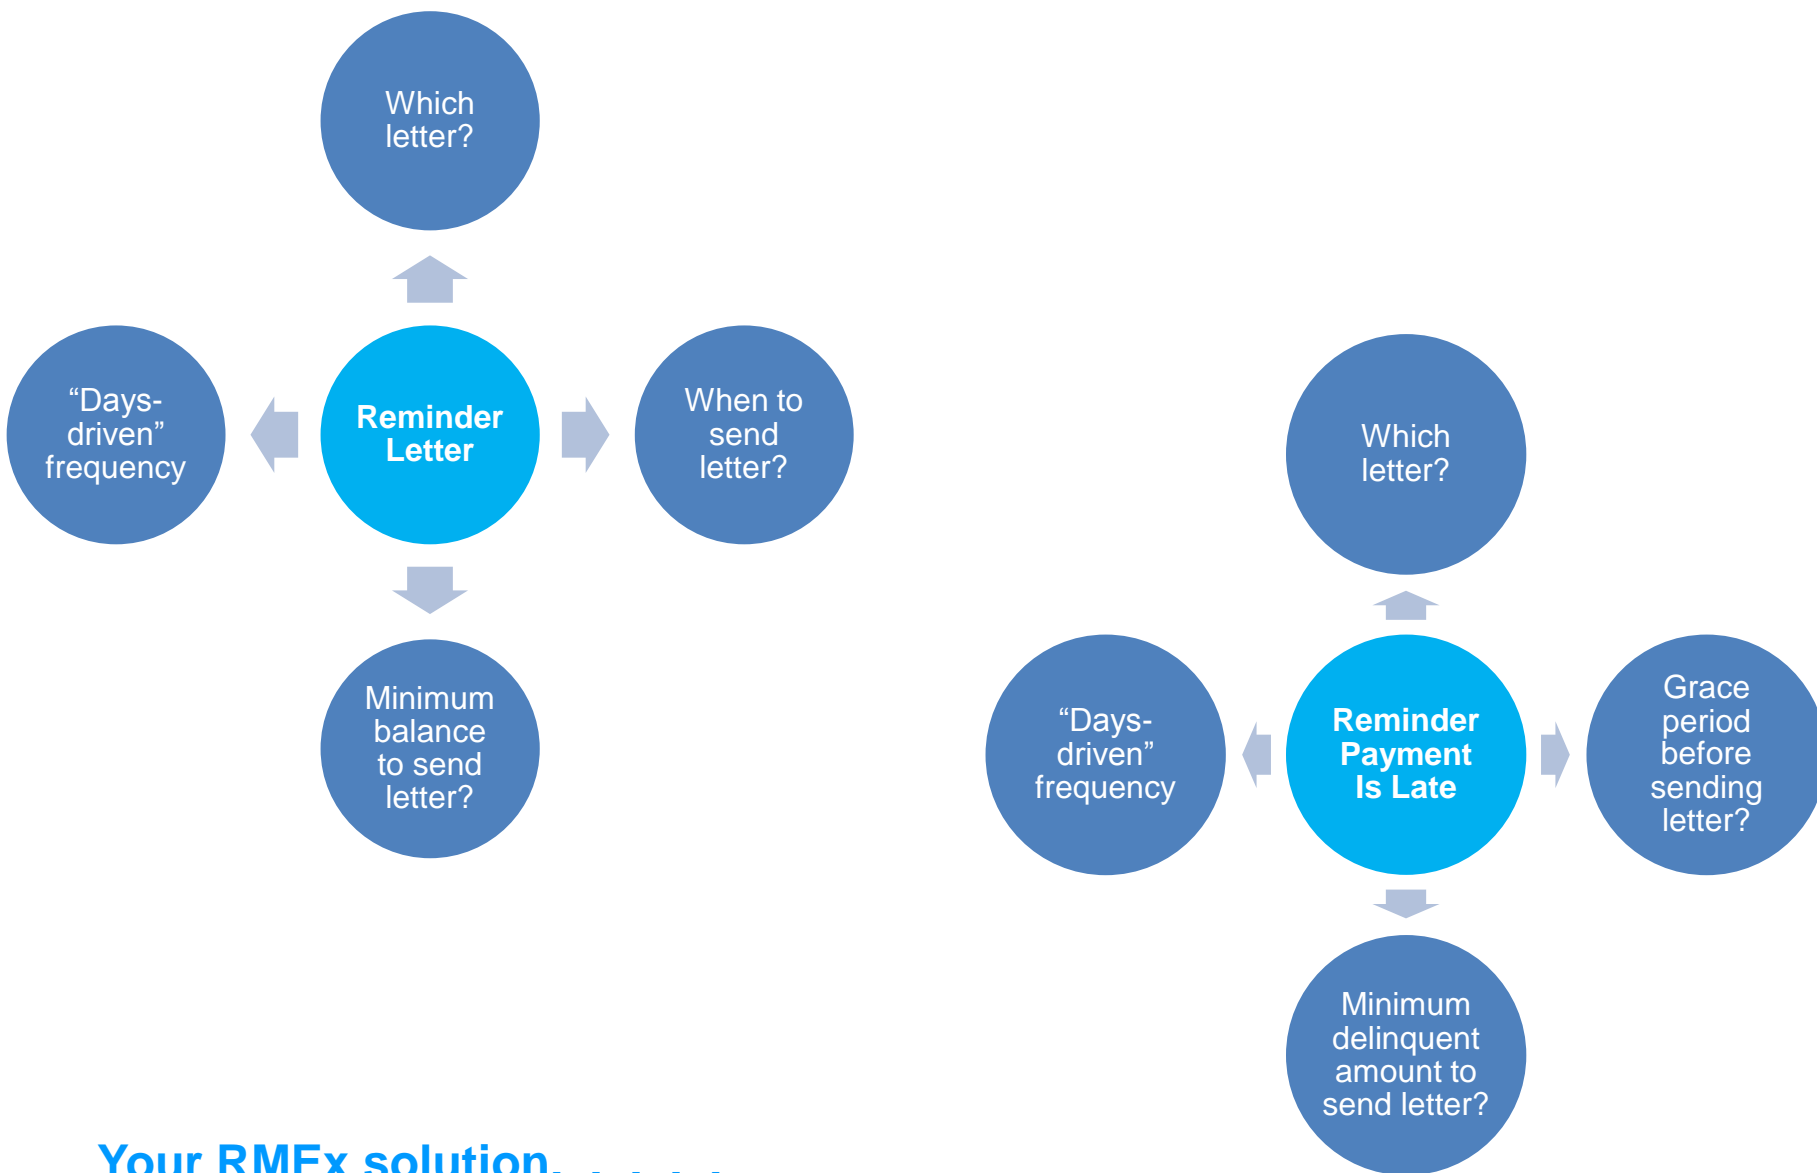 Which
letter?
“Days-
driven”
frequency
Reminder
Letter
When to
send
letter?
Minimum
balance
to send
letter?
Which
letter?
“Days-
driven”
frequency
Reminder
Payment
Is Late
Grace
period
before
sending
letter?
Minimum
delinquent
amount to
send letter?
Your RMEx solution. . . . . .